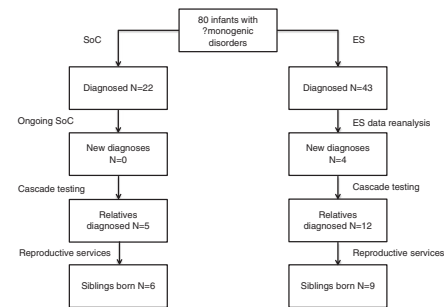 80 infants with
?monogenic
disorders
SoC
ES
Diagnosed N=22
Diagnosed N=43
Ongoing SoC
ES data reanalysis
New diagnoses
N=0
New diagnoses
N=4
Cascade testing
Cascade testing
Relatives
diagnosed N=5
Relatives
diagnosed N=12
Reproductive services
Reproductive services
Siblings born N=6
Siblings born N=9